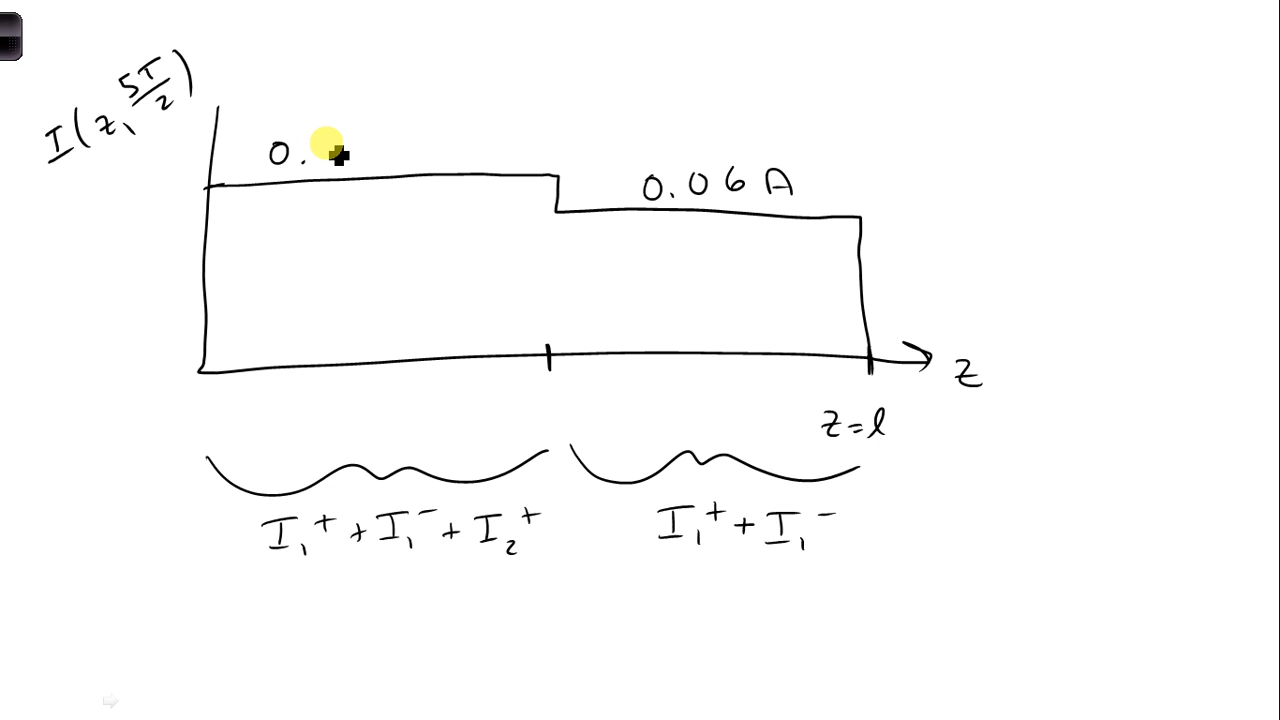 I(z, 5T/2)
0.
0.06 A
z
z=l
I₁⁺ + I₁⁻ + I₂⁺
I₁⁺ + I₁⁻